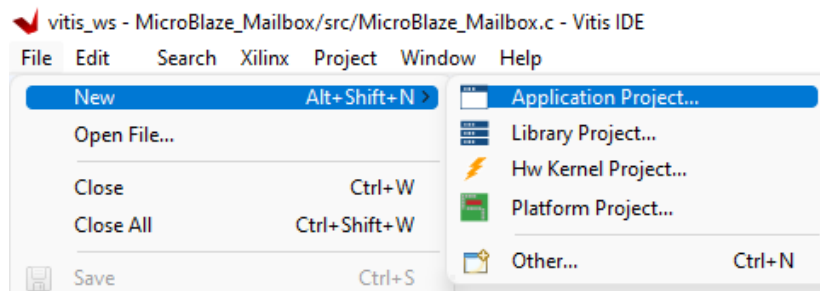 vitis_ws - MicroBlaze_Mailbox/src/MicroBlaze_Mailbox.c - Vitis IDE
File Edit Search Xilinx Project Window Help
New Alt+Shift+N >
Open File...
Close Ctrl+W
Close All Ctrl+Shift+W
Save Ctrl+S
Application Project...
Library Project...
Hw Kernel Project...
Platform Project...
Other... Ctrl+N